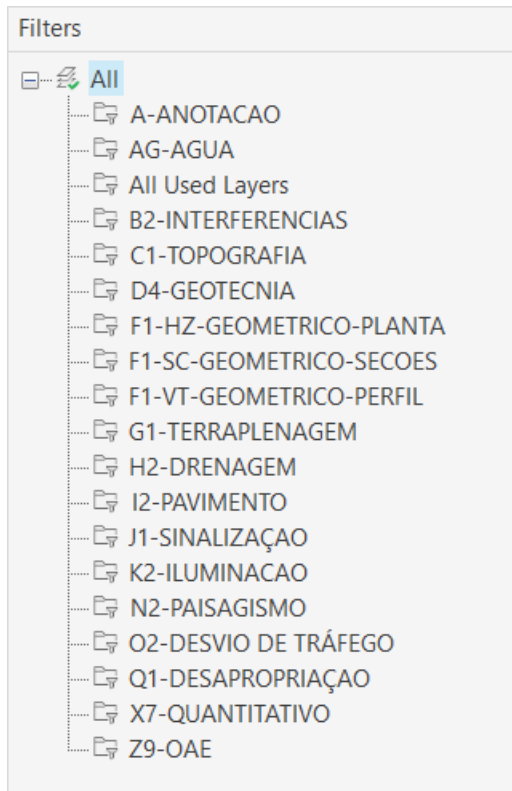 Filters
All
A-ANOTACAO
AG-AGUA
All Used Layers
B2-INTERFERENCIAS
C1-TOPOGRAFIA
D4-GEOTECNIA
F1-HZ-GEOMETRICO-PLANTA
F1-SC-GEOMETRICO-SECOES
F1-VT-GEOMETRICO-PERFIL
G1-TERRAPLENAGEM
H2-DRENAGEM
I2-PAVIMENTO
J1-SINALIZAÇAO
K2-ILUMINACAO
N2-PAISAGISMO
O2-DESVIO DE TRÁFEGO
Q1-DESAPROPRIAÇAO
X7-QUANTITATIVO
Z9-OAE